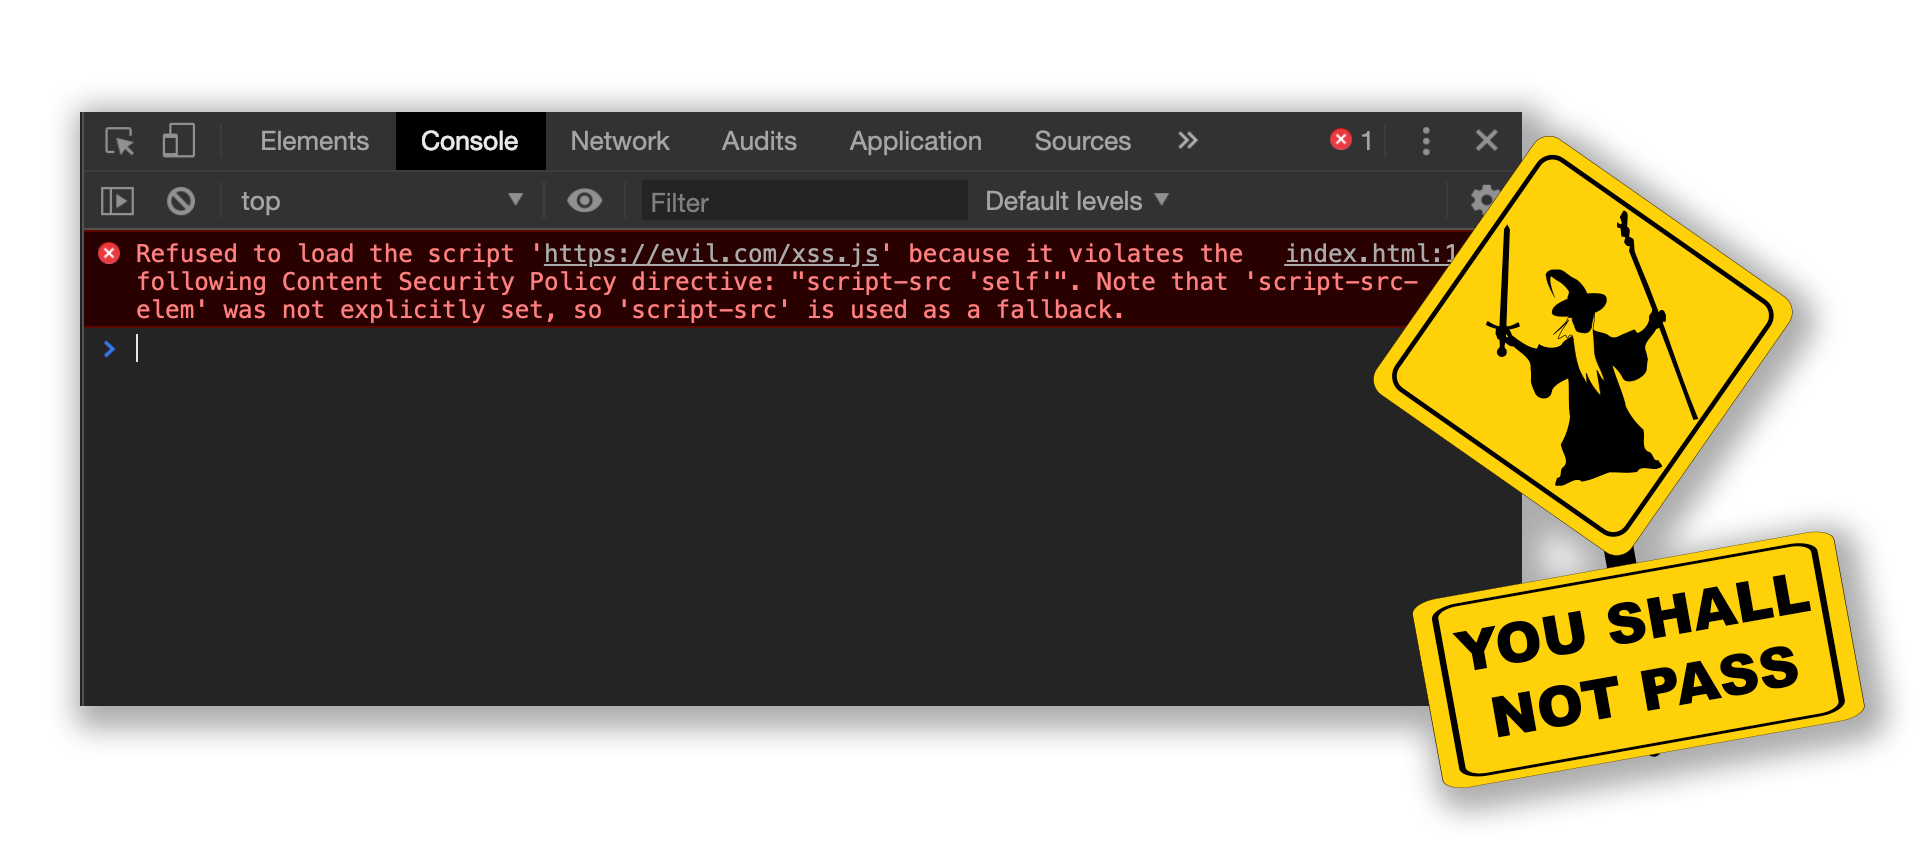 Elements Console Network Audits Application Sources 1
top Filter Default levels
Refused to load the script 'https://evil.com/xss.js' because it violates the index.html:1
following Content Security Policy directive: "script-src 'self'". Note that 'script-src-
elem' was not explicitly set, so 'script-src' is used as a fallback.
YOU SHALL
NOT PASS